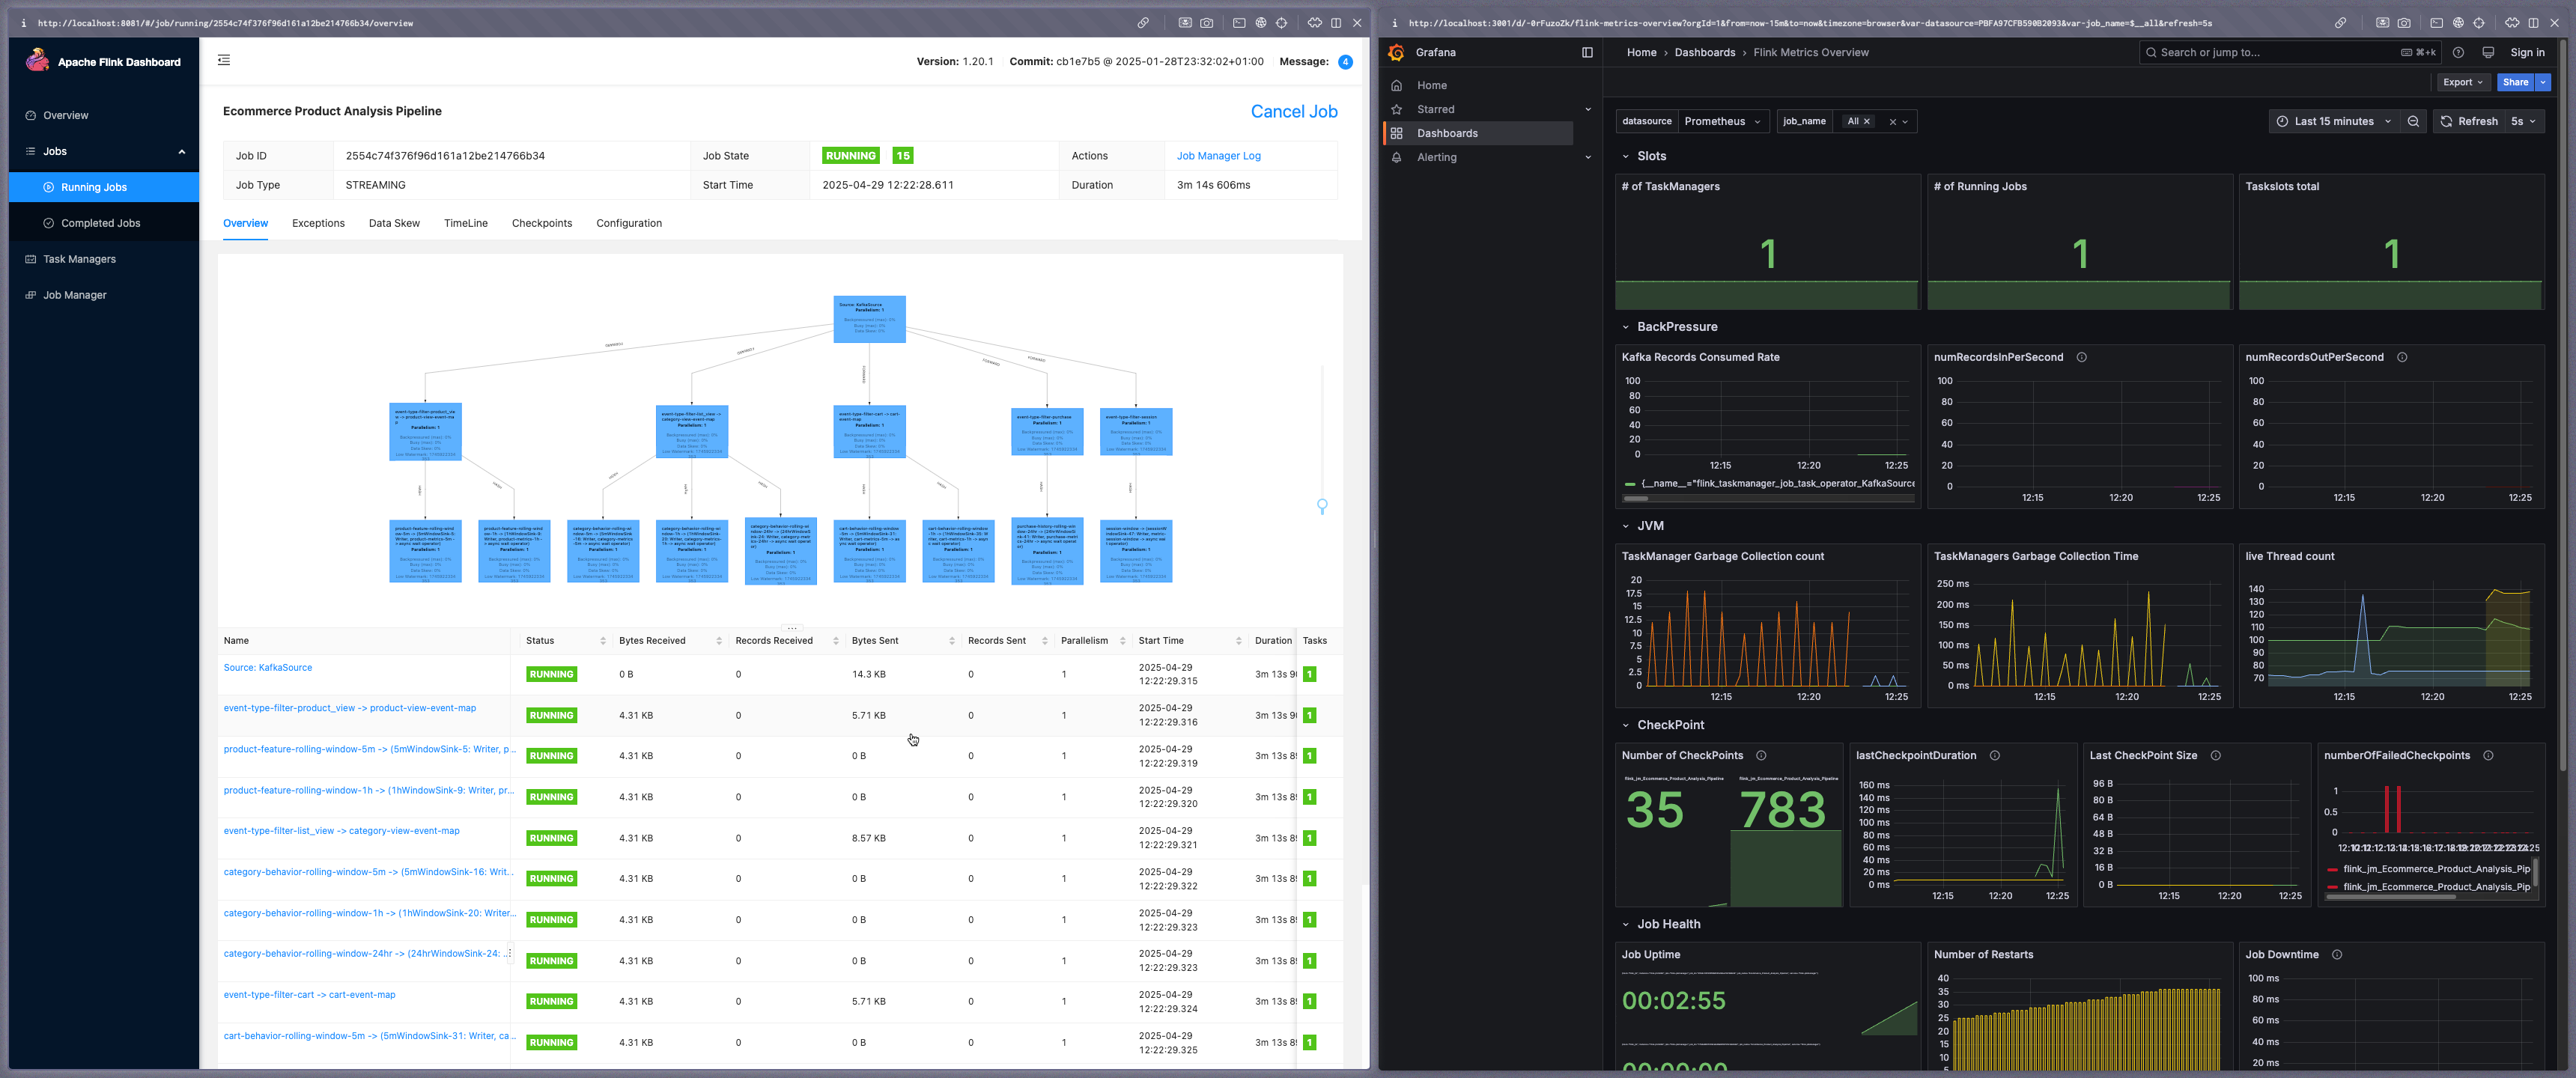 http://localhost:8081/#/job/running/2554c74f376f96d161a12be214766b34/overview
Apache Flink Dashboard
Overview
Jobs
Running Jobs
Completed Jobs
Task Managers
Job Manager
Version: 1.20.1 Commit: cb1e7b5 @ 2025-01-28T23:32:02+01:00 Message: 4
Ecommerce Product Analysis Pipeline
Cancel Job
Job ID 2554c74f376f96d161a12be214766b34 Job State RUNNING 15 Actions Job Manager Log
Job Type STREAMING Start Time 2025-04-29 12:22:28.611 Duration 3m 14s 606ms
Overview Exceptions Data Skew TimeLine Checkpoints Configuration
Source: KafkaSource
Parallelism: 1
Backpressured (max): 0%
Busy (max): 0%
Data Skew: 0%
Name Status Bytes Received Records Received Bytes Sent Records Sent Parallelism Start Time Duration Tasks
Source: KafkaSource RUNNING 0 B 0 14.3 KB 0 1 2025-04-29 12:22:29.315 3m 13s 1
event-type-filter-product_view -> product-view-event-map RUNNING 4.31 KB 0 5.71 KB 0 1 2025-04-29 12:22:29.316 3m 13s 1
product-feature-rolling-window-5m -> (5mWindowSink-5: Writer, p... RUNNING 4.31 KB 0 0 B 0 1 2025-04-29 12:22:29.319 3m 13s 1
product-feature-rolling-window-1h -> (1hWindowSink-9: Writer, pr... RUNNING 4.31 KB 0 0 B 0 1 2025-04-29 12:22:29.320 3m 13s 1
event-type-filter-list_view -> category-view-event-map RUNNING 4.31 KB 0 8.57 KB 0 1 2025-04-29 12:22:29.321 3m 13s 1
category-behavior-rolling-window-5m -> (5mWindowSink-16: Writ... RUNNING 4.31 KB 0 0 B 0 1 2025-04-29 12:22:29.322 3m 13s 1
category-behavior-rolling-window-1h -> (1hWindowSink-20: Writer... RUNNING 4.31 KB 0 0 B 0 1 2025-04-29 12:22:29.323 3m 13s 1
category-behavior-rolling-window-24hr -> (24hrWindowSink-24: ... RUNNING 4.31 KB 0 0 B 0 1 2025-04-29 12:22:29.323 3m 13s 1
event-type-filter-cart -> cart-event-map RUNNING 4.31 KB 0 5.71 KB 0 1 2025-04-29 12:22:29.324 3m 13s 1
cart-behavior-rolling-window-5m -> (5mWindowSink-31: Writer, ca... RUNNING 4.31 KB 0 0 B 0 1 2025-04-29 12:22:29.325 3m 13s 1
http://localhost:3001/d/-0rFuzoZk/flink-metrics-overview?orgId=1&from=now-15m&to=now&timezone=browser&var-datasource=PBFA97CFB590B2093&var-job_name=$__all&refresh=5s
Grafana
Home
Starred
Dashboards
Alerting
Home › Dashboards › Flink Metrics Overview
Search or jump to... ⌘+k Sign in
Export Share
datasource Prometheus job_name All Last 15 minutes Refresh 5s
Slots
# of TaskManagers
1
# of Running Jobs
1
Taskslots total
1
BackPressure
Kafka Records Consumed Rate
100
80
60
40
20
0
12:15 12:20 12:25
{__name__="flink_taskmanager_job_task_operator_KafkaSource
numRecordsInPerSecond
100
80
60
40
20
0
12:15 12:20 12:25
numRecordsOutPerSecond
100
80
60
40
20
0
12:15 12:20 12:25
JVM
TaskManager Garbage Collection count
20
17.5
15
12.5
10
7.5
5
2.5
0
12:15 12:20 12:25
TaskManagers Garbage Collection Time
250 ms
200 ms
150 ms
100 ms
50 ms
0 ms
12:15 12:20 12:25
live Thread count
140
130
120
110
100
90
80
70
12:15 12:20 12:25
CheckPoint
Number of CheckPoints
flink_jm_Ecommerce_Product_Analysis_Pipeline flink_jm_Ecommerce_Product_Analysis_Pipeline
35 783
lastCheckpointDuration
160 ms
140 ms
120 ms
100 ms
80 ms
60 ms
40 ms
20 ms
0 ms
12:15 12:20 12:25
Last CheckPoint Size
96 B
80 B
64 B
48 B
32 B
16 B
0 B
12:15 12:20 12:25
numberOfFailedCheckpoints
1
0.5
0
flink_jm_Ecommerce_Product_Analysis_Pip
flink_jm_Ecommerce_Product_Analysis_Pip
Job Health
Job Uptime
00:02:55
00:00:00
Number of Restarts
40
35
30
25
20
15
10
5
Job Downtime
100 ms
80 ms
60 ms
40 ms
20 ms